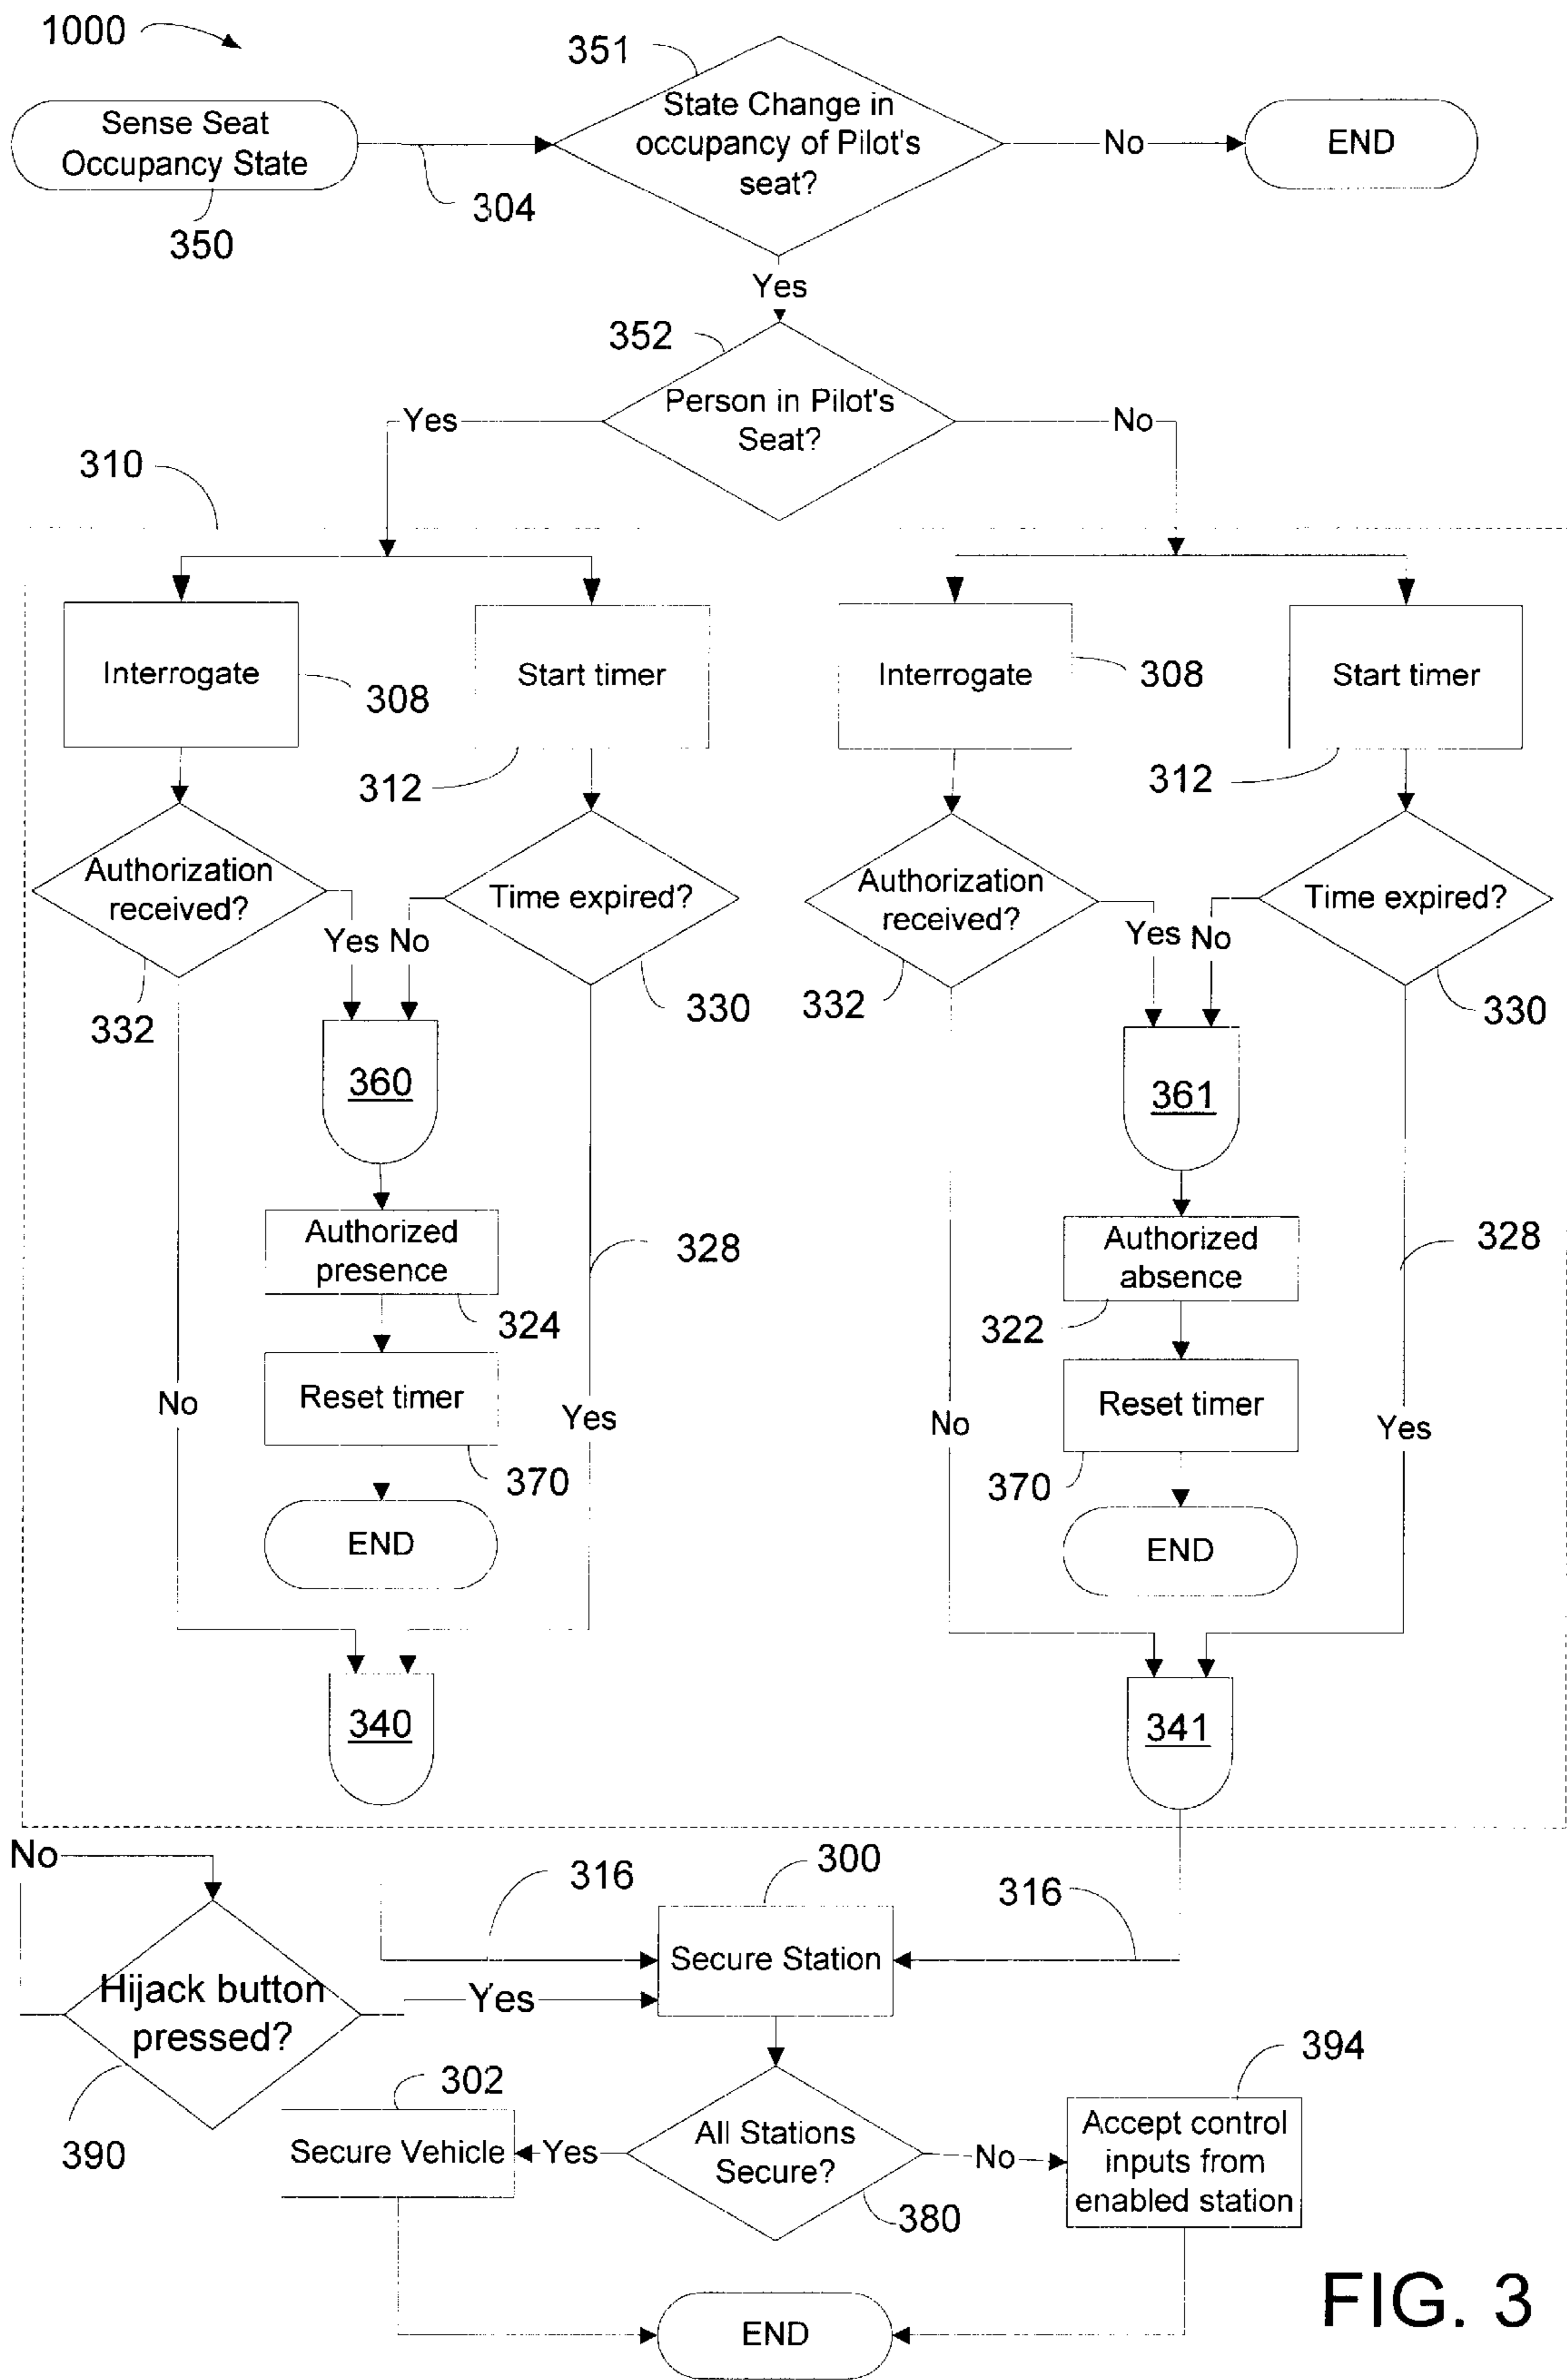 1000
351
State Change in
occupancy of Pilot's
seat?
Sense Seat
Occupancy State
No
END
304
350
Yes
352
Person in Pilot's
Seat?
Yes
No
310
Interrogate
308
Start timer
312
Interrogate
308
Start timer
312
Authorization
received?
Yes
No
Time expired?
332
330
Authorization
received?
Yes
No
Time expired?
332
330
360
361
Authorized
presence
324
328
Authorized
absence
322
328
Reset timer
370
No
Yes
Reset timer
370
No
Yes
END
END
340
341
No
316
300
316
Secure Station
Hijack button
pressed?
Yes
390
302
394
Secure Vehicle
Yes
All Stations
Secure?
No
Accept control
inputs from
enabled station
380
END
FIG. 3